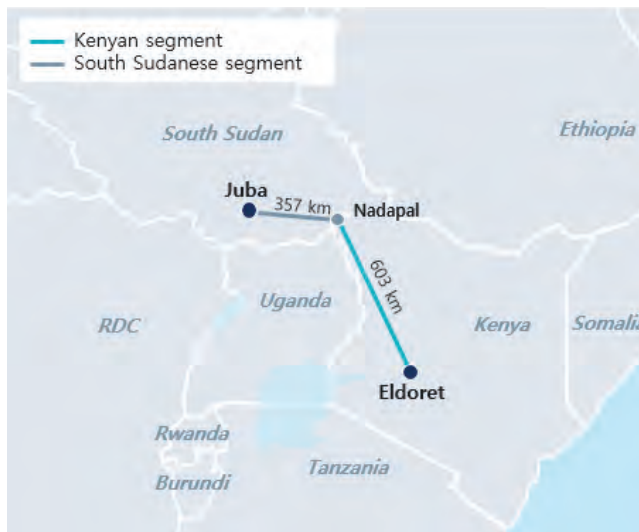 Kenyan segment
South Sudanese segment
South Sudan
Ethiopia
Juba
357 km
Nadapal
603 km
Uganda
RDC
Kenya
Somalia
Eldoret
Rwanda
Tanzania
Burundi